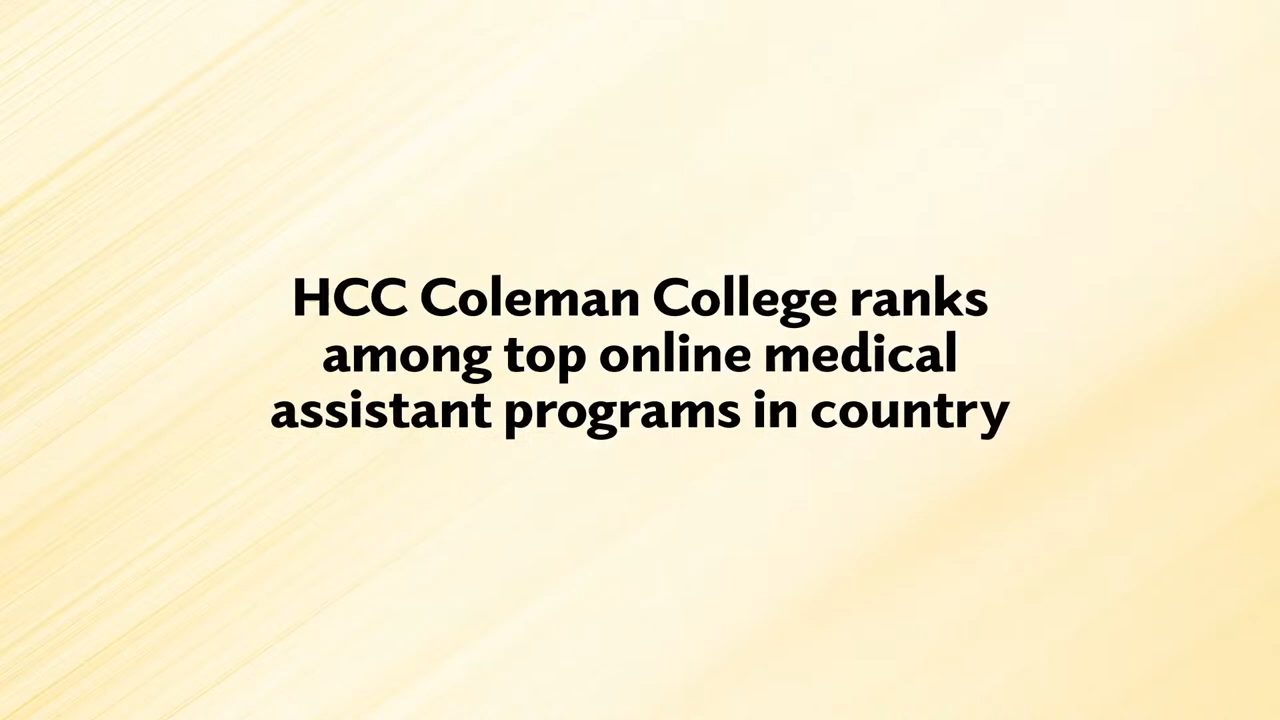 HCC Coleman College ranks
among top online medical
assistant programs in country